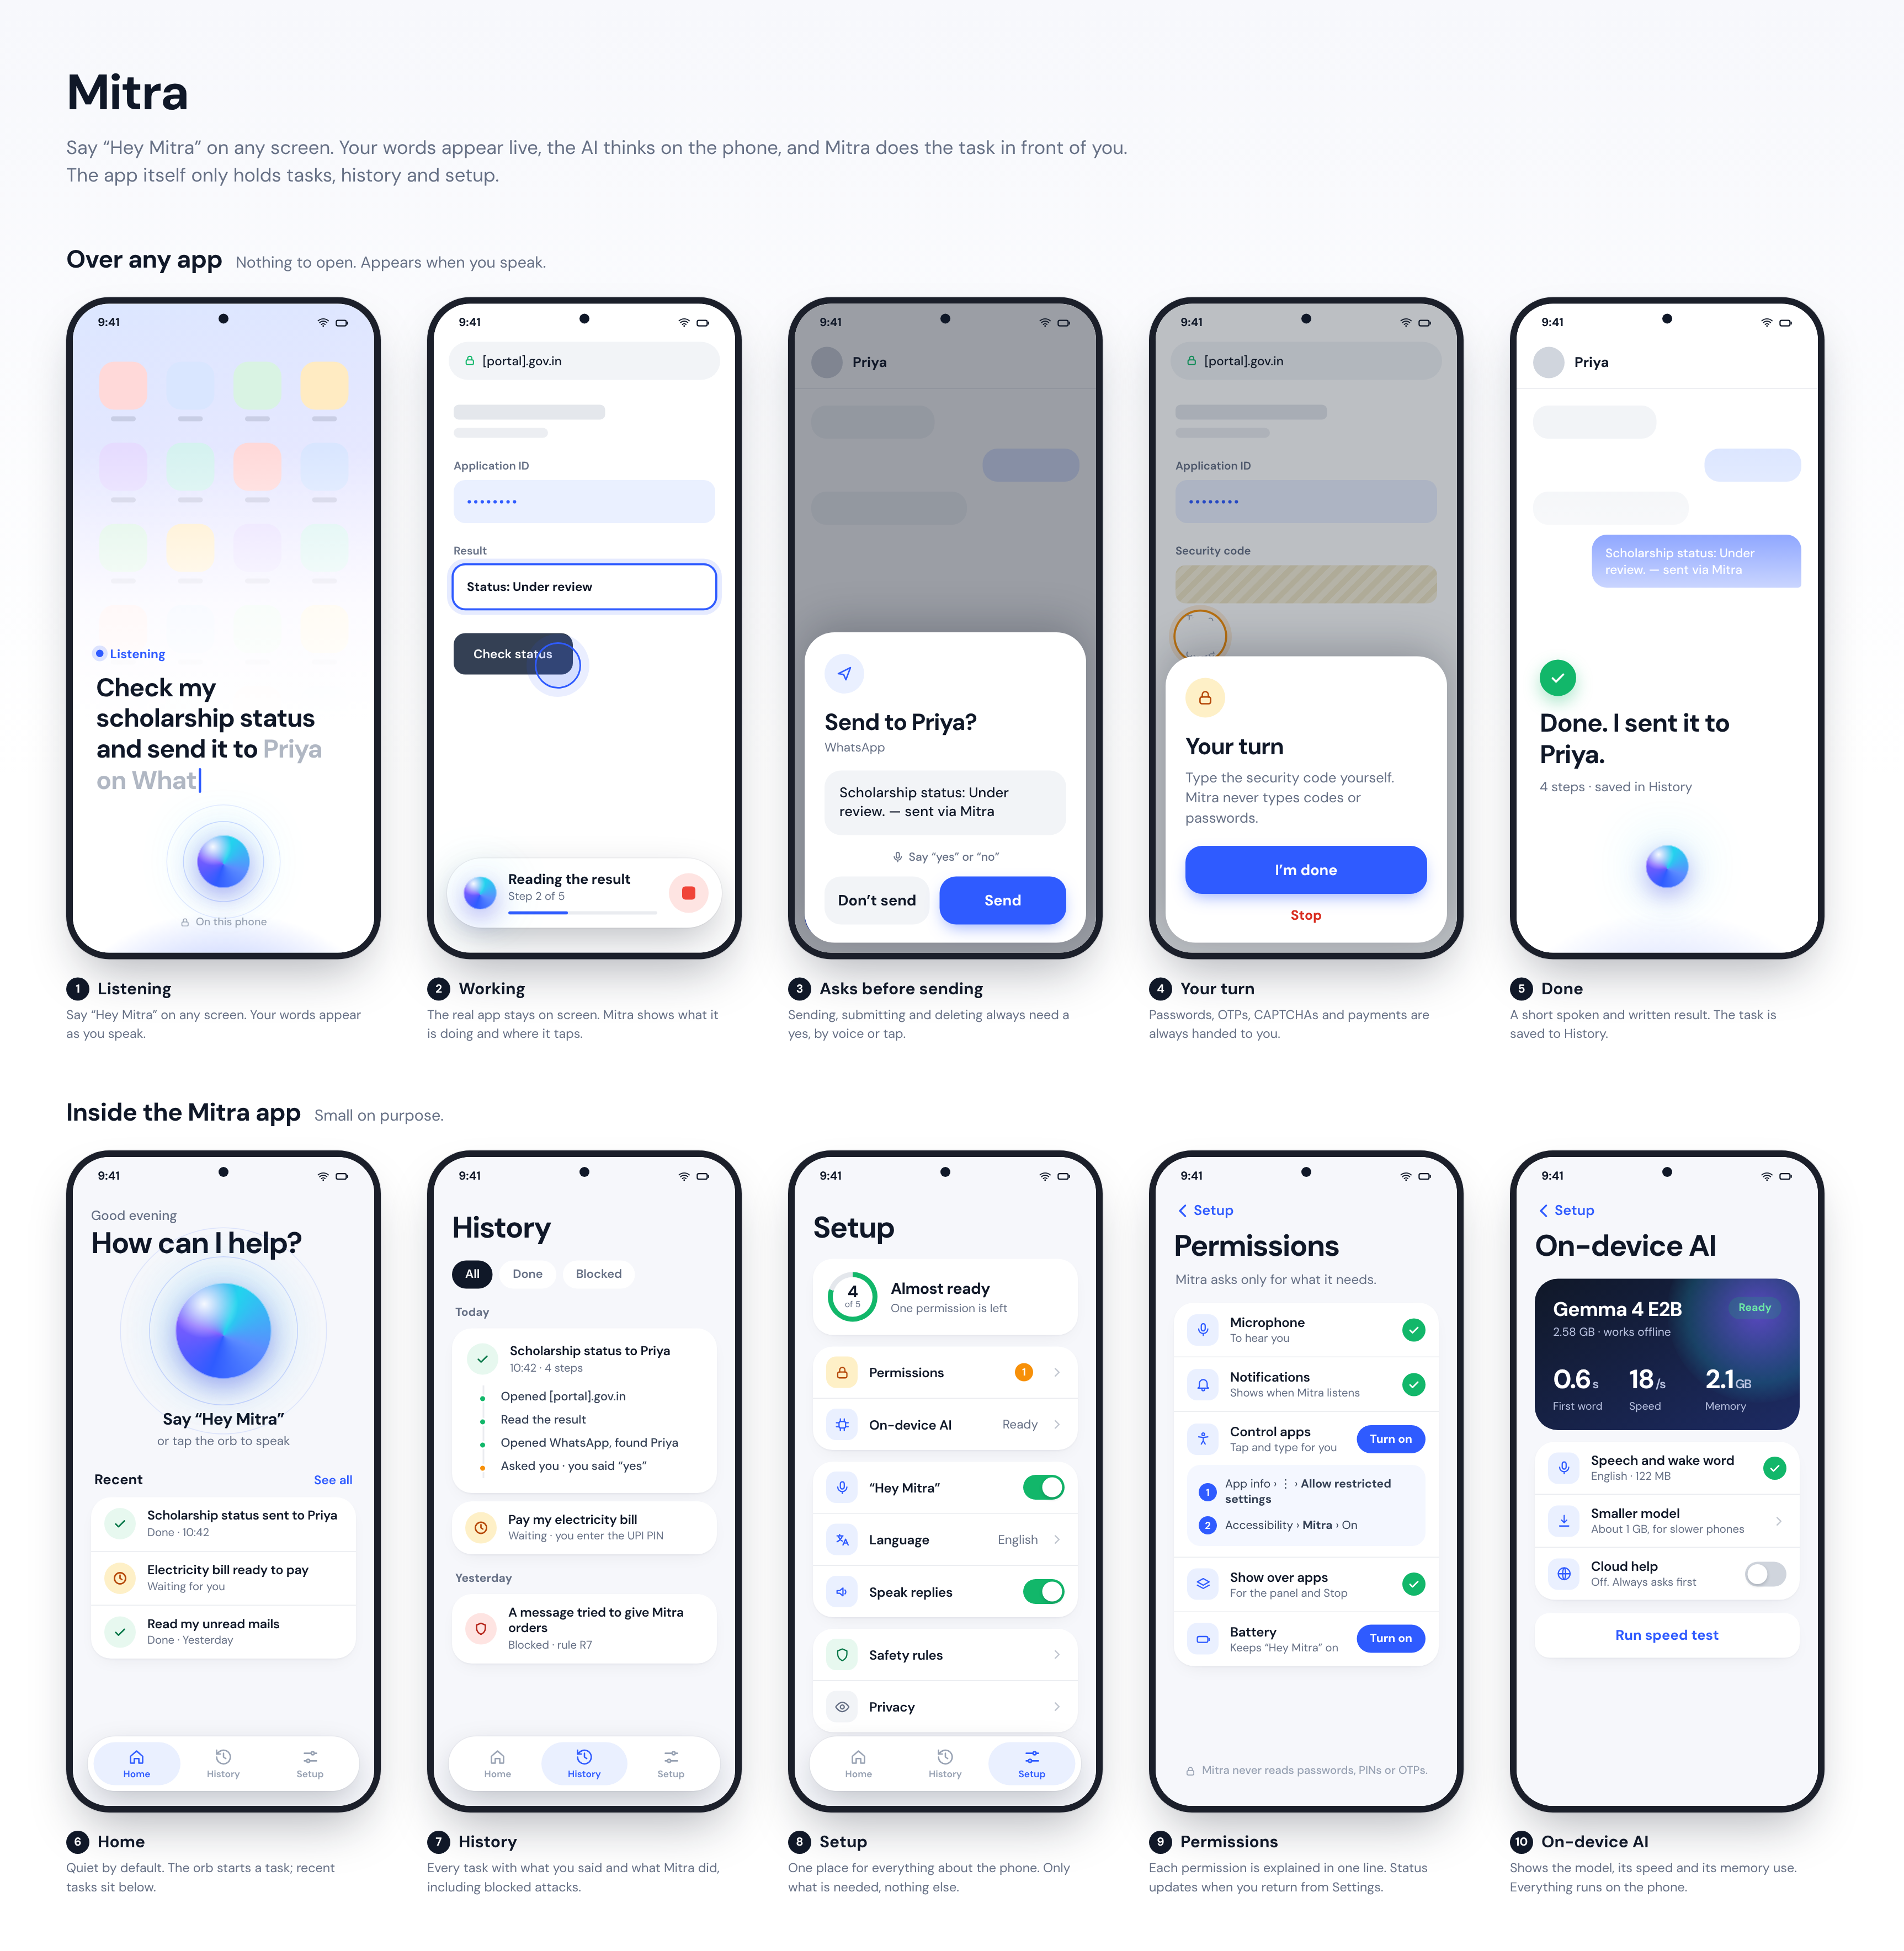 Mitra
Say “Hey Mitra” on any screen. Your words appear live, the AI thinks on the phone, and Mitra does the task in front of you.
The app itself only holds tasks, history and setup.
Over any app Nothing to open. Appears when you speak.
9:41
Listening
Check my
scholarship status
and send it to Priya
on What
On this phone
1 Listening
Say “Hey Mitra” on any screen. Your words appear
as you speak.
9:41
[portal].gov.in
Application ID
••••••••
Result
Status: Under review
Check status
Reading the result
Step 2 of 5
2 Working
The real app stays on screen. Mitra shows what it
is doing and where it taps.
9:41
Priya
Send to Priya?
WhatsApp
Scholarship status: Under
review. — sent via Mitra
Say “yes” or “no”
Don’t send Send
3 Asks before sending
Sending, submitting and deleting always need a
yes, by voice or tap.
9:41
[portal].gov.in
Application ID
••••••••
Security code
Your turn
Type the security code yourself.
Mitra never types codes or
passwords.
I’m done
Stop
4 Your turn
Passwords, OTPs, CAPTCHAs and payments are
always handed to you.
9:41
Priya
Scholarship status: Under
review. — sent via Mitra
Done. I sent it to
Priya.
4 steps · saved in History
5 Done
A short spoken and written result. The task is
saved to History.
Inside the Mitra app Small on purpose.
9:41
Good evening
How can I help?
Say “Hey Mitra”
or tap the orb to speak
Recent See all
Scholarship status sent to Priya
Done · 10:42
Electricity bill ready to pay
Waiting for you
Read my unread mails
Done · Yesterday
Home History Setup
6 Home
Quiet by default. The orb starts a task; recent
tasks sit below.
9:41
History
All Done Blocked
Today
Scholarship status to Priya
10:42 · 4 steps
Opened [portal].gov.in
Read the result
Opened WhatsApp, found Priya
Asked you · you said “yes”
Pay my electricity bill
Waiting · you enter the UPI PIN
Yesterday
A message tried to give Mitra
orders
Blocked · rule R7
Home History Setup
7 History
Every task with what you said and what Mitra did,
including blocked attacks.
9:41
Setup
4
of 5
Almost ready
One permission is left
Permissions 1
On-device AI Ready
“Hey Mitra”
Language English
Speak replies
Safety rules
Privacy
Home History Setup
8 Setup
One place for everything about the phone. Only
what is needed, nothing else.
9:41
Setup
Permissions
Mitra asks only for what it needs.
Microphone
To hear you
Notifications
Shows when Mitra listens
Control apps
Tap and type for you
Turn on
1 App info › ⋮ › Allow restricted
settings
2 Accessibility › Mitra › On
Show over apps
For the panel and Stop
Battery
Keeps “Hey Mitra” on
Turn on
Mitra never reads passwords, PINs or OTPs.
9 Permissions
Each permission is explained in one line. Status
updates when you return from Settings.
9:41
Setup
On-device AI
Gemma 4 E2B Ready
2.58 GB · works offline
0.6 s 18 /s 2.1 GB
First word Speed Memory
Speech and wake word
English · 122 MB
Smaller model
About 1 GB, for slower phones
Cloud help
Off. Always asks first
Run speed test
10 On-device AI
Shows the model, its speed and its memory use.
Everything runs on the phone.